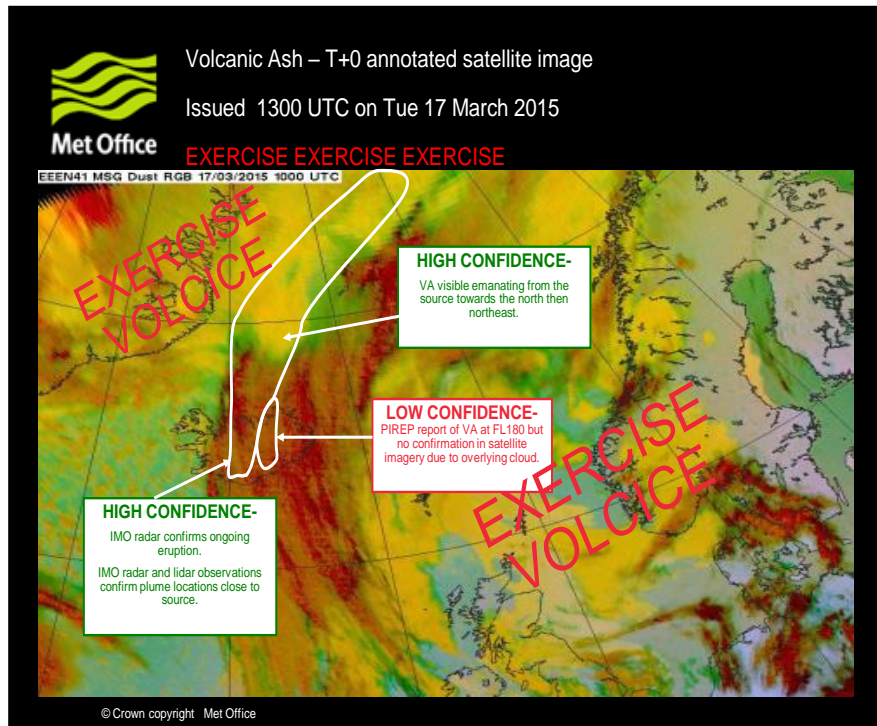 Volcanic Ash – T+0 annotated satellite image
Issued 1300 UTC on Tue 17 March 2015
Met Office
EXERCISE EXERCISE EXERCISE
EEEN41 MSG Dust RGB 17/03/2015 1000 UTC
EXERCISE
VOLCICE
HIGH CONFIDENCE-
VA visible emanating from the
source towards the north then
northeast.
LOW CONFIDENCE-
PIREP report of VA at FL180 but
no confirmation in satellite
imagery due to overlying cloud.
EXERCISE
VOLCICE
HIGH CONFIDENCE-
IMO radar confirms ongoing
eruption.
IMO radar and lidar observations
confirm plume locations close to
source.
© Crown copyright Met Office